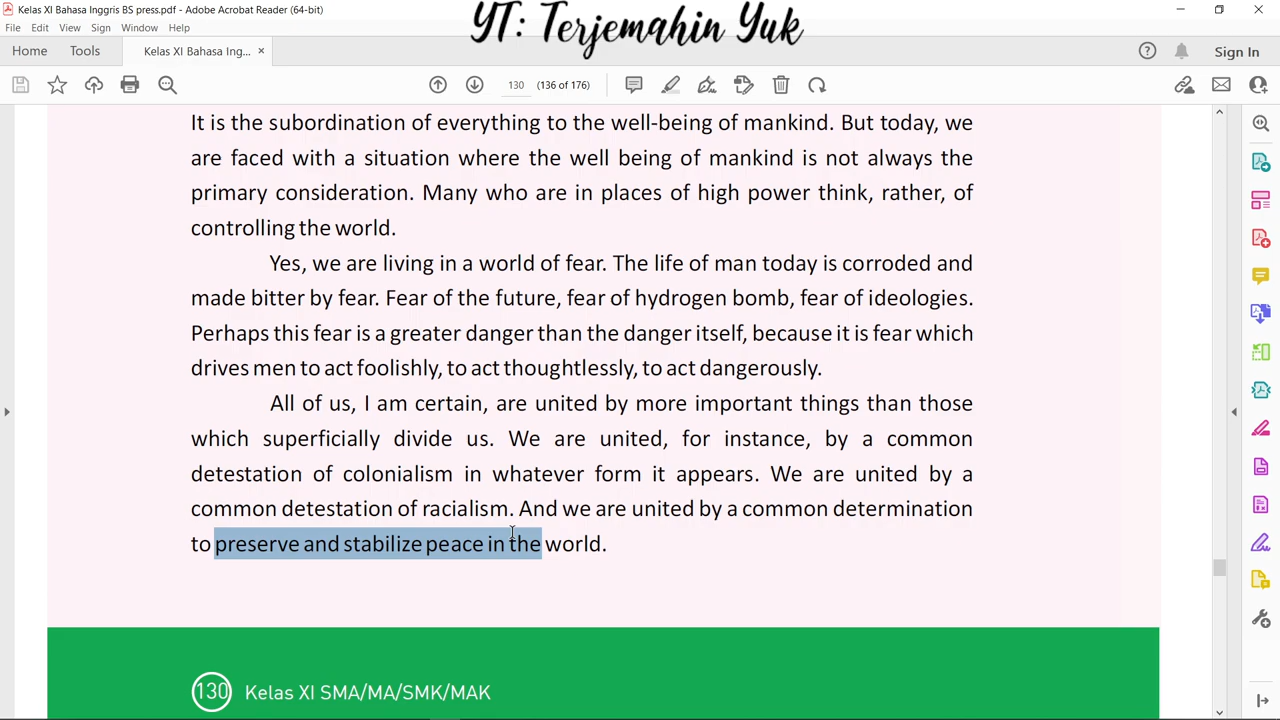 Kelas XI Bahasa Inggris BS press.pdf - Adobe Acrobat Reader (64-bit)
YT: Terjemahin Yuk
File Edit View Sign Window Help
Home Tools Kelas XI Bahasa Ing... × Sign In
130 (136 of 176)
It is the subordination of everything to the well-being of mankind. But today, we
are faced with a situation where the well being of mankind is not always the
primary consideration. Many who are in places of high power think, rather, of
controlling the world.
Yes, we are living in a world of fear. The life of man today is corroded and
made bitter by fear. Fear of the future, fear of hydrogen bomb, fear of ideologies.
Perhaps this fear is a greater danger than the danger itself, because it is fear which
drives men to act foolishly, to act thoughtlessly, to act dangerously.
All of us, I am certain, are united by more important things than those
which superficially divide us. We are united, for instance, by a common
detestation of colonialism in whatever form it appears. We are united by a
common detestation of racialism. And we are united by a common determination
to preserve and stabilize peace in the world.
130 Kelas XI SMA/MA/SMK/MAK